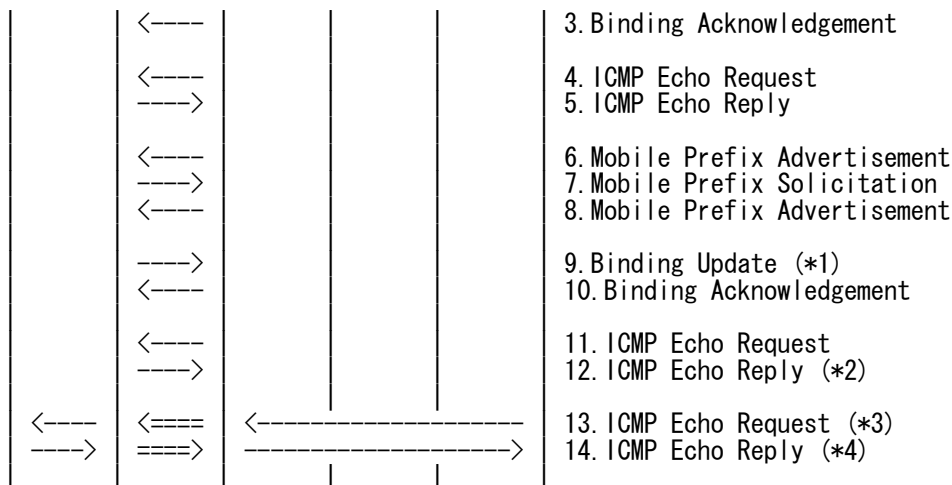 <---- 3.Binding Acknowledgement
<---- 4.ICMP Echo Request
----> 5.ICMP Echo Reply
<---- 6.Mobile Prefix Advertisement
----> 7.Mobile Prefix Solicitation
<---- 8.Mobile Prefix Advertisement
----> 9.Binding Update (*1)
<---- 10.Binding Acknowledgement
<---- 11.ICMP Echo Request
----> 12.ICMP Echo Reply (*2)
<---- <==== <-------------------- 13.ICMP Echo Request (*3)
----> ====> --------------------> 14.ICMP Echo Reply (*4)